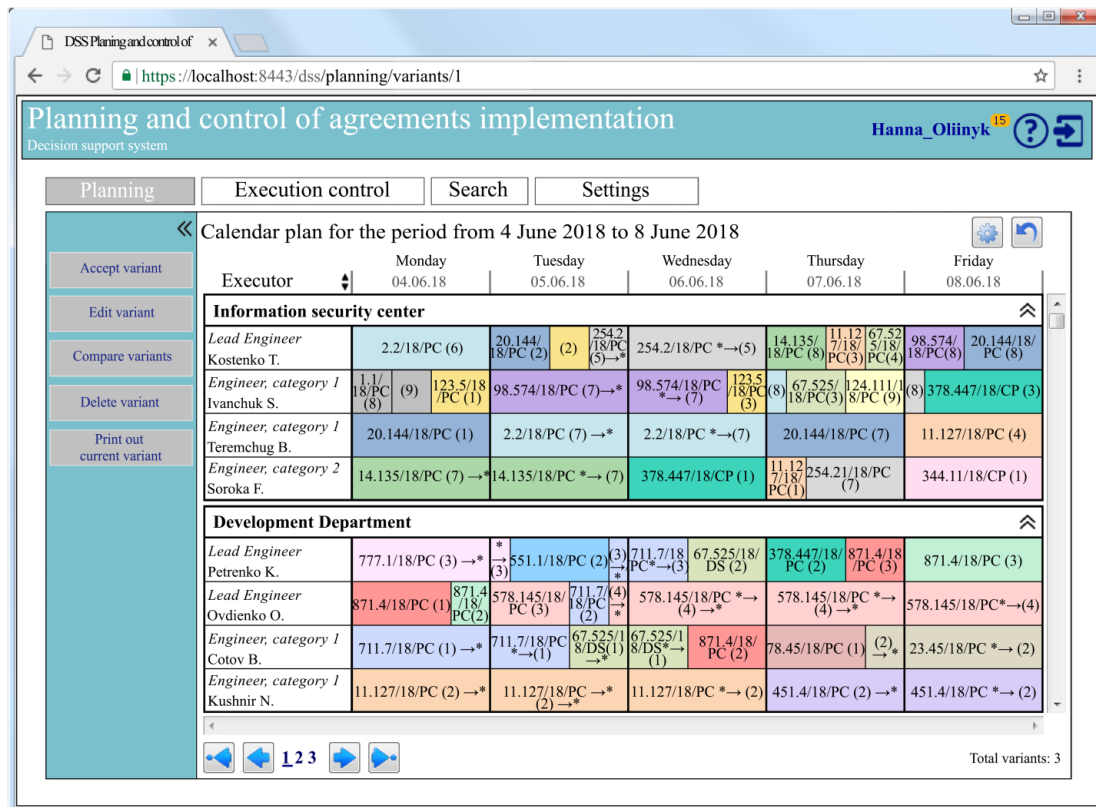 DSS Planing and control of
https://localhost:8443/dss/planning/variants/1
Planning and control of agreements implementation
Decision support system
Hanna_Oliinyk 15
Planning Execution control Search Settings
Accept variant
Edit variant
Compare variants
Delete variant
Print out
current variant
Calendar plan for the period from 4 June 2018 to 8 June 2018
Monday Tuesday Wednesday Thursday Friday
Executor 04.06.18 05.06.18 06.06.18 07.06.18 08.06.18
Information security center
Lead Engineer
Kostenko T.
2.2/18/PC (6)
20.144/
18/PC (2)
(2)
254.2
/18/PC
(5)→*
254.2/18/PC *→(5)
14.135/
18/PC (8)
11.12
7/18/
PC(3)
67.52
5/18/
PC(4)
98.574/
18/PC(8)
20.144/18/
PC (8)
Engineer, category 1
Ivanchuk S.
1.1/
18/PC
(8)
(9)
123.5/18
/PC (1)
98.574/18/PC (7)→*
98.574/18/PC
*→ (7)
123.5
/18/PC
(3)
(8)
67.525/
18/PC(3)
124.111/1
8/PC (9)
(8)
378.447/18/CP (3)
Engineer, category 1
Teremchug B.
20.144/18/PC (1)
2.2/18/PC (7) →*
2.2/18/PC *→(7)
20.144/18/PC (7)
11.127/18/PC (4)
Engineer, category 2
Soroka F.
14.135/18/PC (7) →*
14.135/18/PC *→ (7)
378.447/18/CP (1)
11.12
7/18/
PC(1)
254.21/18/PC
(7)
344.11/18/CP (1)
Development Department
Lead Engineer
Petrenko K.
777.1/18/PC (3) →*
*
→
(3)
551.1/18/PC (2)
(3)
→
*
711.7/18
/PC*→(3)
67.525/18/
DS (2)
378.447/18/
PC (2)
871.4/18
/PC (3)
871.4/18/PC (3)
Lead Engineer
Ovdienko O.
871.4/18/PC (1)
871.4
/18/
PC(2)
578.145/18/
PC (3)
711.7/
18/PC
(2)
(4)
→
*
578.145/18/PC *→
(4) →*
578.145/18/PC *→
(4) →*
578.145/18/PC*→(4)
Engineer, category 1
Cotov B.
711.7/18/PC (1) →*
711.7/18/PC
*→(1)
67.525/1
8/DS(1)
→*
67.525/1
8/DS*→
(1)
871.4/18/
PC (2)
78.45/18/PC (1)
(2)
→*
23.45/18/PC *→ (2)
Engineer, category 1
Kushnir N.
11.127/18/PC (2) →*
11.127/18/PC →*
(2) →*
11.127/18/PC *→ (2)
451.4/18/PC (2) →*
451.4/18/PC *→ (2)
1 2 3
Total variants: 3